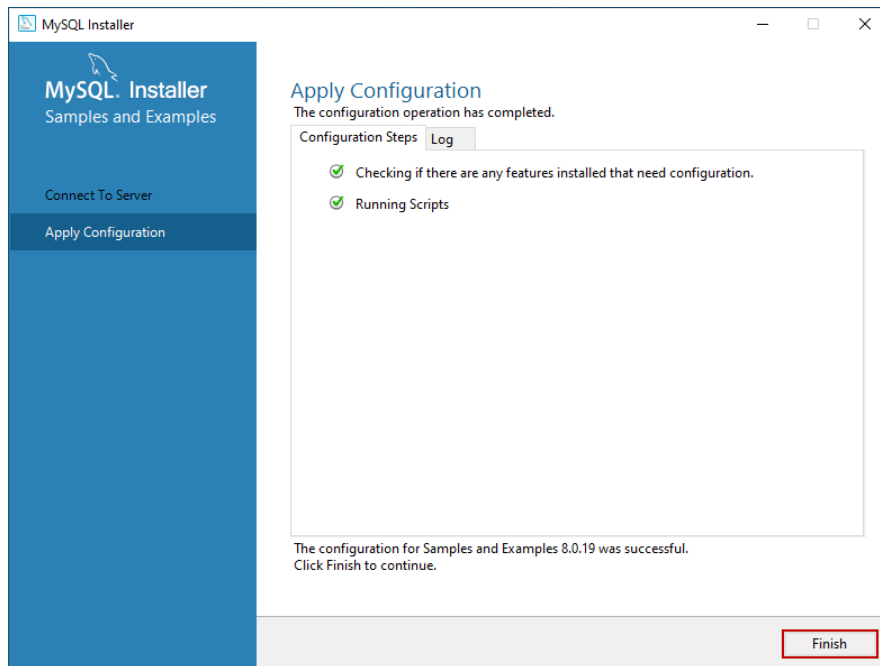 MySQL Installer
MySQL. Installer
Samples and Examples
Connect To Server
Apply Configuration
Apply Configuration
The configuration operation has completed.
Configuration Steps
Log
Checking if there are any features installed that need configuration.
Running Scripts
The configuration for Samples and Examples 8.0.19 was successful.
Click Finish to continue.
Finish